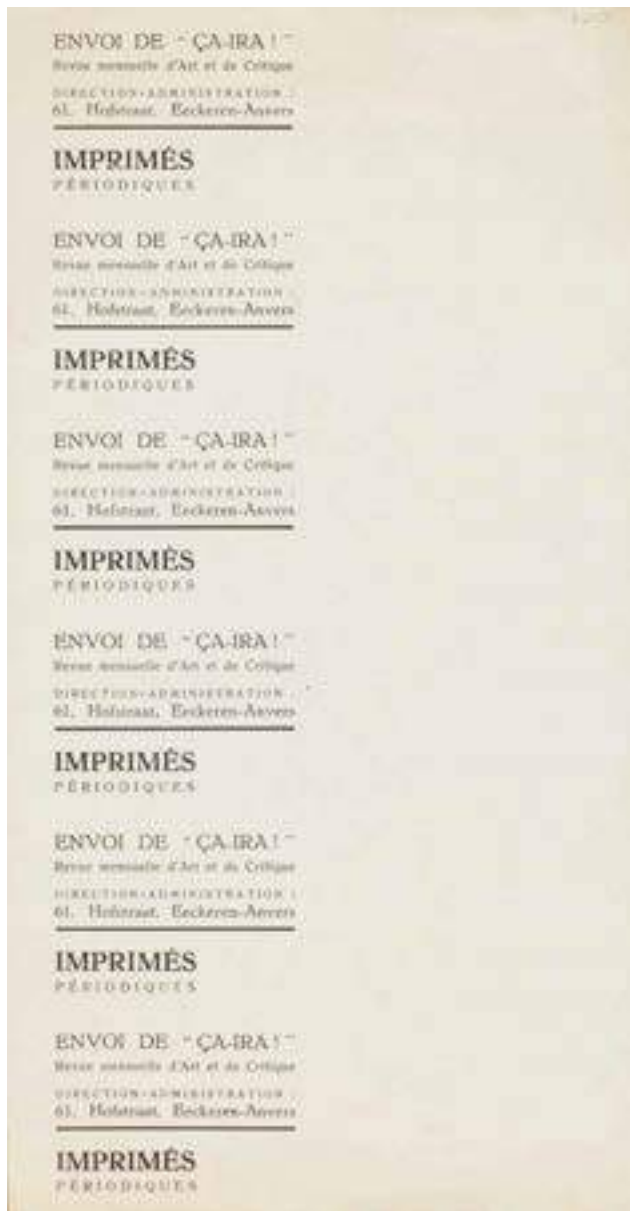 ENVOI DE "ÇA-IRA!"
Revue mensuelle d'Art et de Critique
DIRECTION-ADMINISTRATION :
61, Hofstraat, Eeckeren-Anvers
IMPRIMÉS
PÉRIODIQUES
ENVOI DE "ÇA-IRA!"
Revue mensuelle d'Art et de Critique
DIRECTION-ADMINISTRATION :
61, Hofstraat, Eeckeren-Anvers
IMPRIMÉS
PÉRIODIQUES
ENVOI DE "ÇA-IRA!"
Revue mensuelle d'Art et de Critique
DIRECTION-ADMINISTRATION :
61, Hofstraat, Eeckeren-Anvers
IMPRIMÉS
PÉRIODIQUES
ENVOI DE "ÇA-IRA!"
Revue mensuelle d'Art et de Critique
DIRECTION-ADMINISTRATION :
61, Hofstraat, Eeckeren-Anvers
IMPRIMÉS
PÉRIODIQUES
ENVOI DE "ÇA-IRA!"
Revue mensuelle d'Art et de Critique
DIRECTION-ADMINISTRATION :
61, Hofstraat, Eeckeren-Anvers
IMPRIMÉS
PÉRIODIQUES
ENVOI DE "ÇA-IRA!"
Revue mensuelle d'Art et de Critique
DIRECTION-ADMINISTRATION :
61, Hofstraat, Eeckeren-Anvers
IMPRIMÉS
PÉRIODIQUES